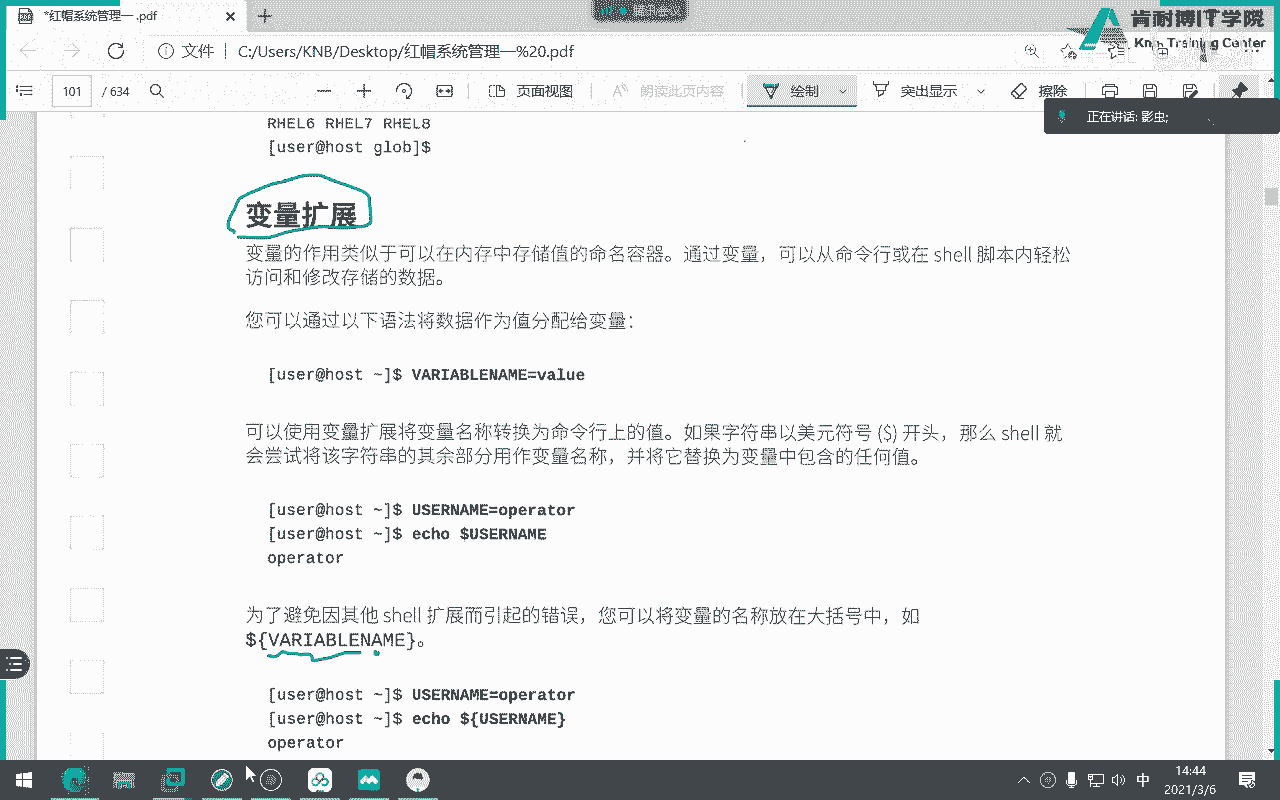 *红帽系统管理一 .pdf
文件 C:/Users/KNB/Desktop/红帽系统管理一%20.pdf
肯耐博IT学院
Knb Training Center
101 / 634
页面视图
朗读此页内容
绘制
突出显示
擦除
正在讲话: 影虫;
RHEL6 RHEL7 RHEL8
[user@host glob]$
变量扩展
变量的作用类似于可以在内存中存储值的命名容器。通过变量，可以从命令行或在 shell 脚本内轻松
访问和修改存储的数据。
您可以通过以下语法将数据作为值分配给变量：
[user@host ~]$ VARIABLENAME=value
可以使用变量扩展将变量名称转换为命令行上的值。如果字符串以美元符号 ($) 开头，那么 shell 就
会尝试将该字符串的其余部分用作变量名称，并将它替换为变量中包含的任何值。
[user@host ~]$ USERNAME=operator
[user@host ~]$ echo $USERNAME
operator
为了避免因其他 shell 扩展而引起的错误，您可以将变量的名称放在大括号中，如
${VARIABLENAME}。
[user@host ~]$ USERNAME=operator
[user@host ~]$ echo ${USERNAME}
operator
中
14:44
2021/3/6